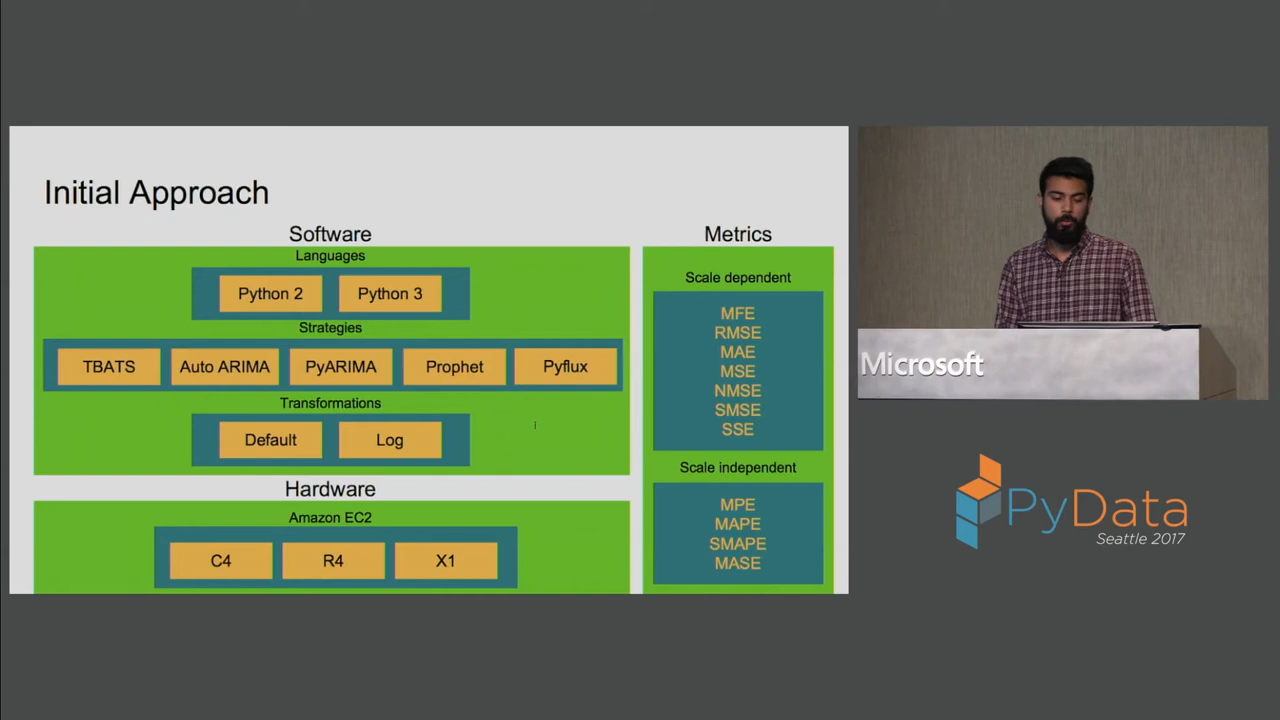 Initial Approach
Software
Languages
Python 2 Python 3
Strategies
TBATS Auto ARIMA PyARIMA Prophet Pyflux
Transformations
Default Log
Hardware
Amazon EC2
C4 R4 X1
Metrics
Scale dependent
MFE
RMSE
MAE
MSE
NMSE
SMSE
SSE
Scale independent
MPE
MAPE
SMAPE
MASE
Microsoft
PyData
Seattle 2017